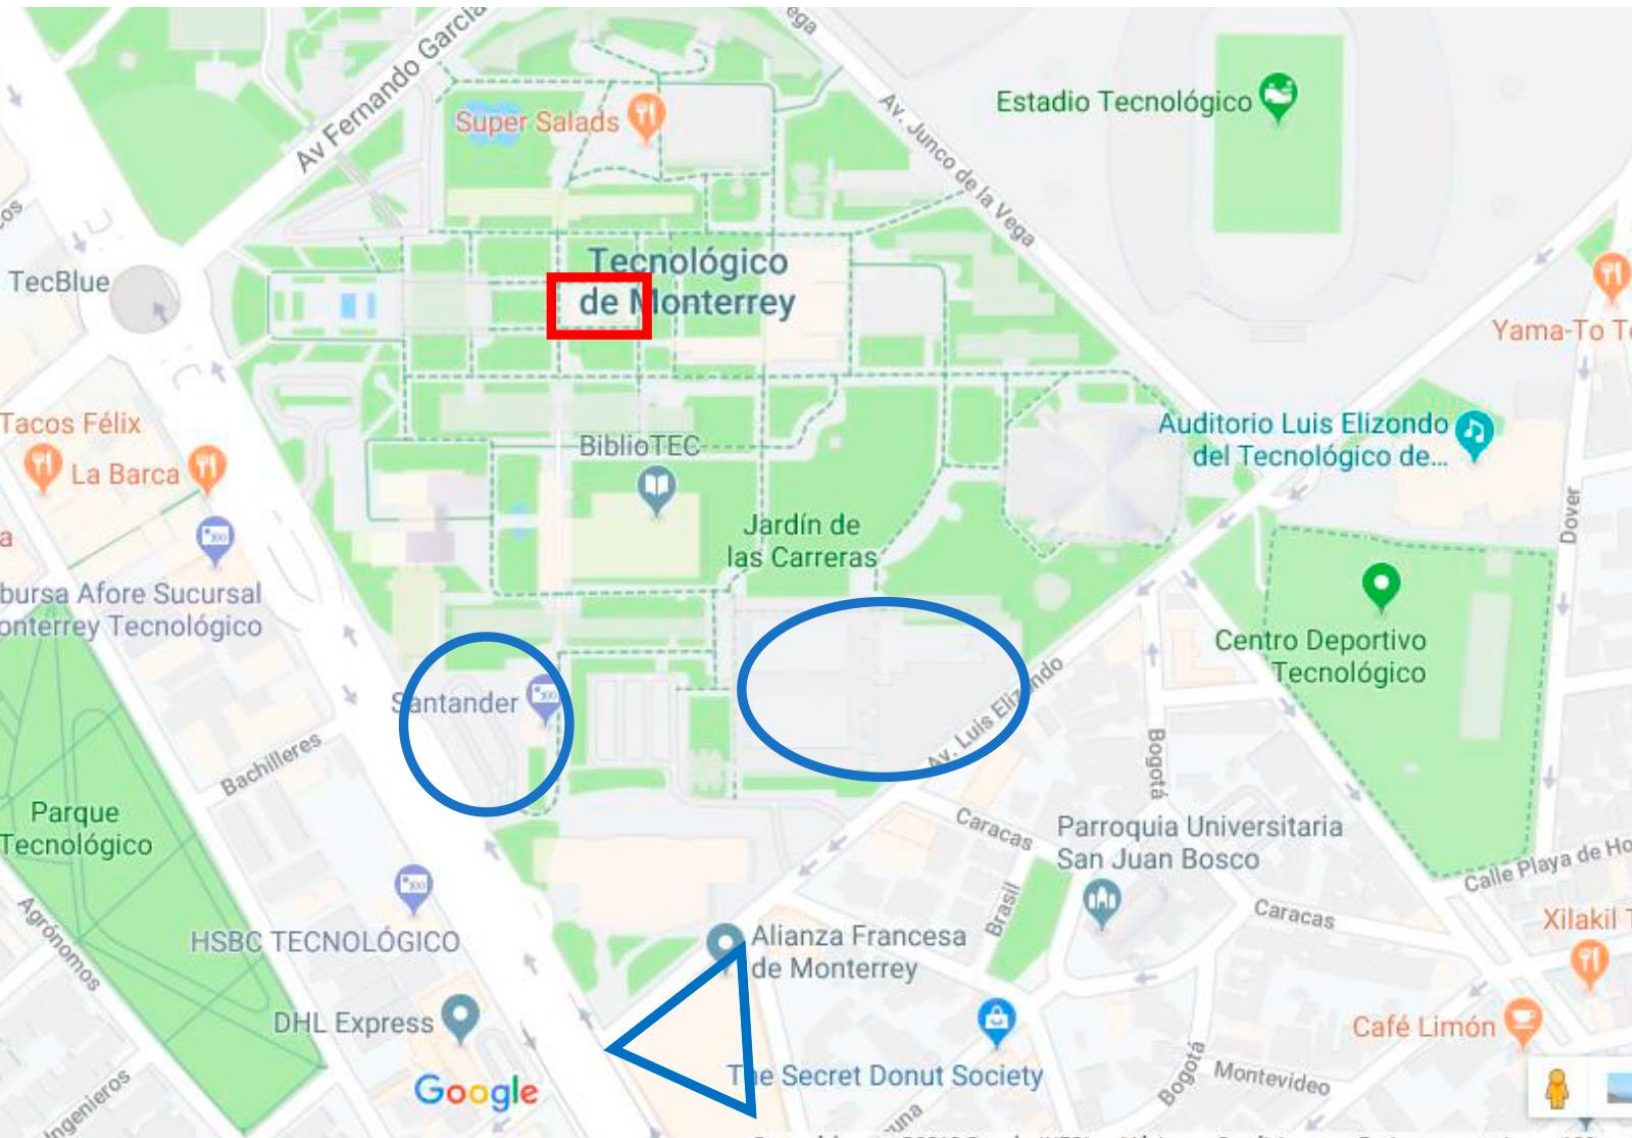 Av Fernando García
ega
Super Salads
Av. Junco de la Vega
Estadio Tecnológico
cos
TecBlue
Tecnológico
de Monterrey
Yama-To T
Tacos Félix
La Barca
BiblioTEC
Auditorio Luis Elizondo
del Tecnológico de...
Dover
a
Jardín de
las Carreras
bursa Afore Sucursal
onterrey Tecnológico
Centro Deportivo
Tecnológico
Santander
Av. Luis Elizondo
Bachilleres
Bogotá
Parque
Tecnológico
Caracas
Parroquia Universitaria
San Juan Bosco
Calle Playa de Ho
Agrónomos
HSBC TECNOLÓGICO
Brasil
Caracas
Xilakil T
Alianza Francesa
de Monterrey
DHL Express
Café Limón
The Secret Donut Society
Bogotá
Montevideo
Google
Ingenieros
una